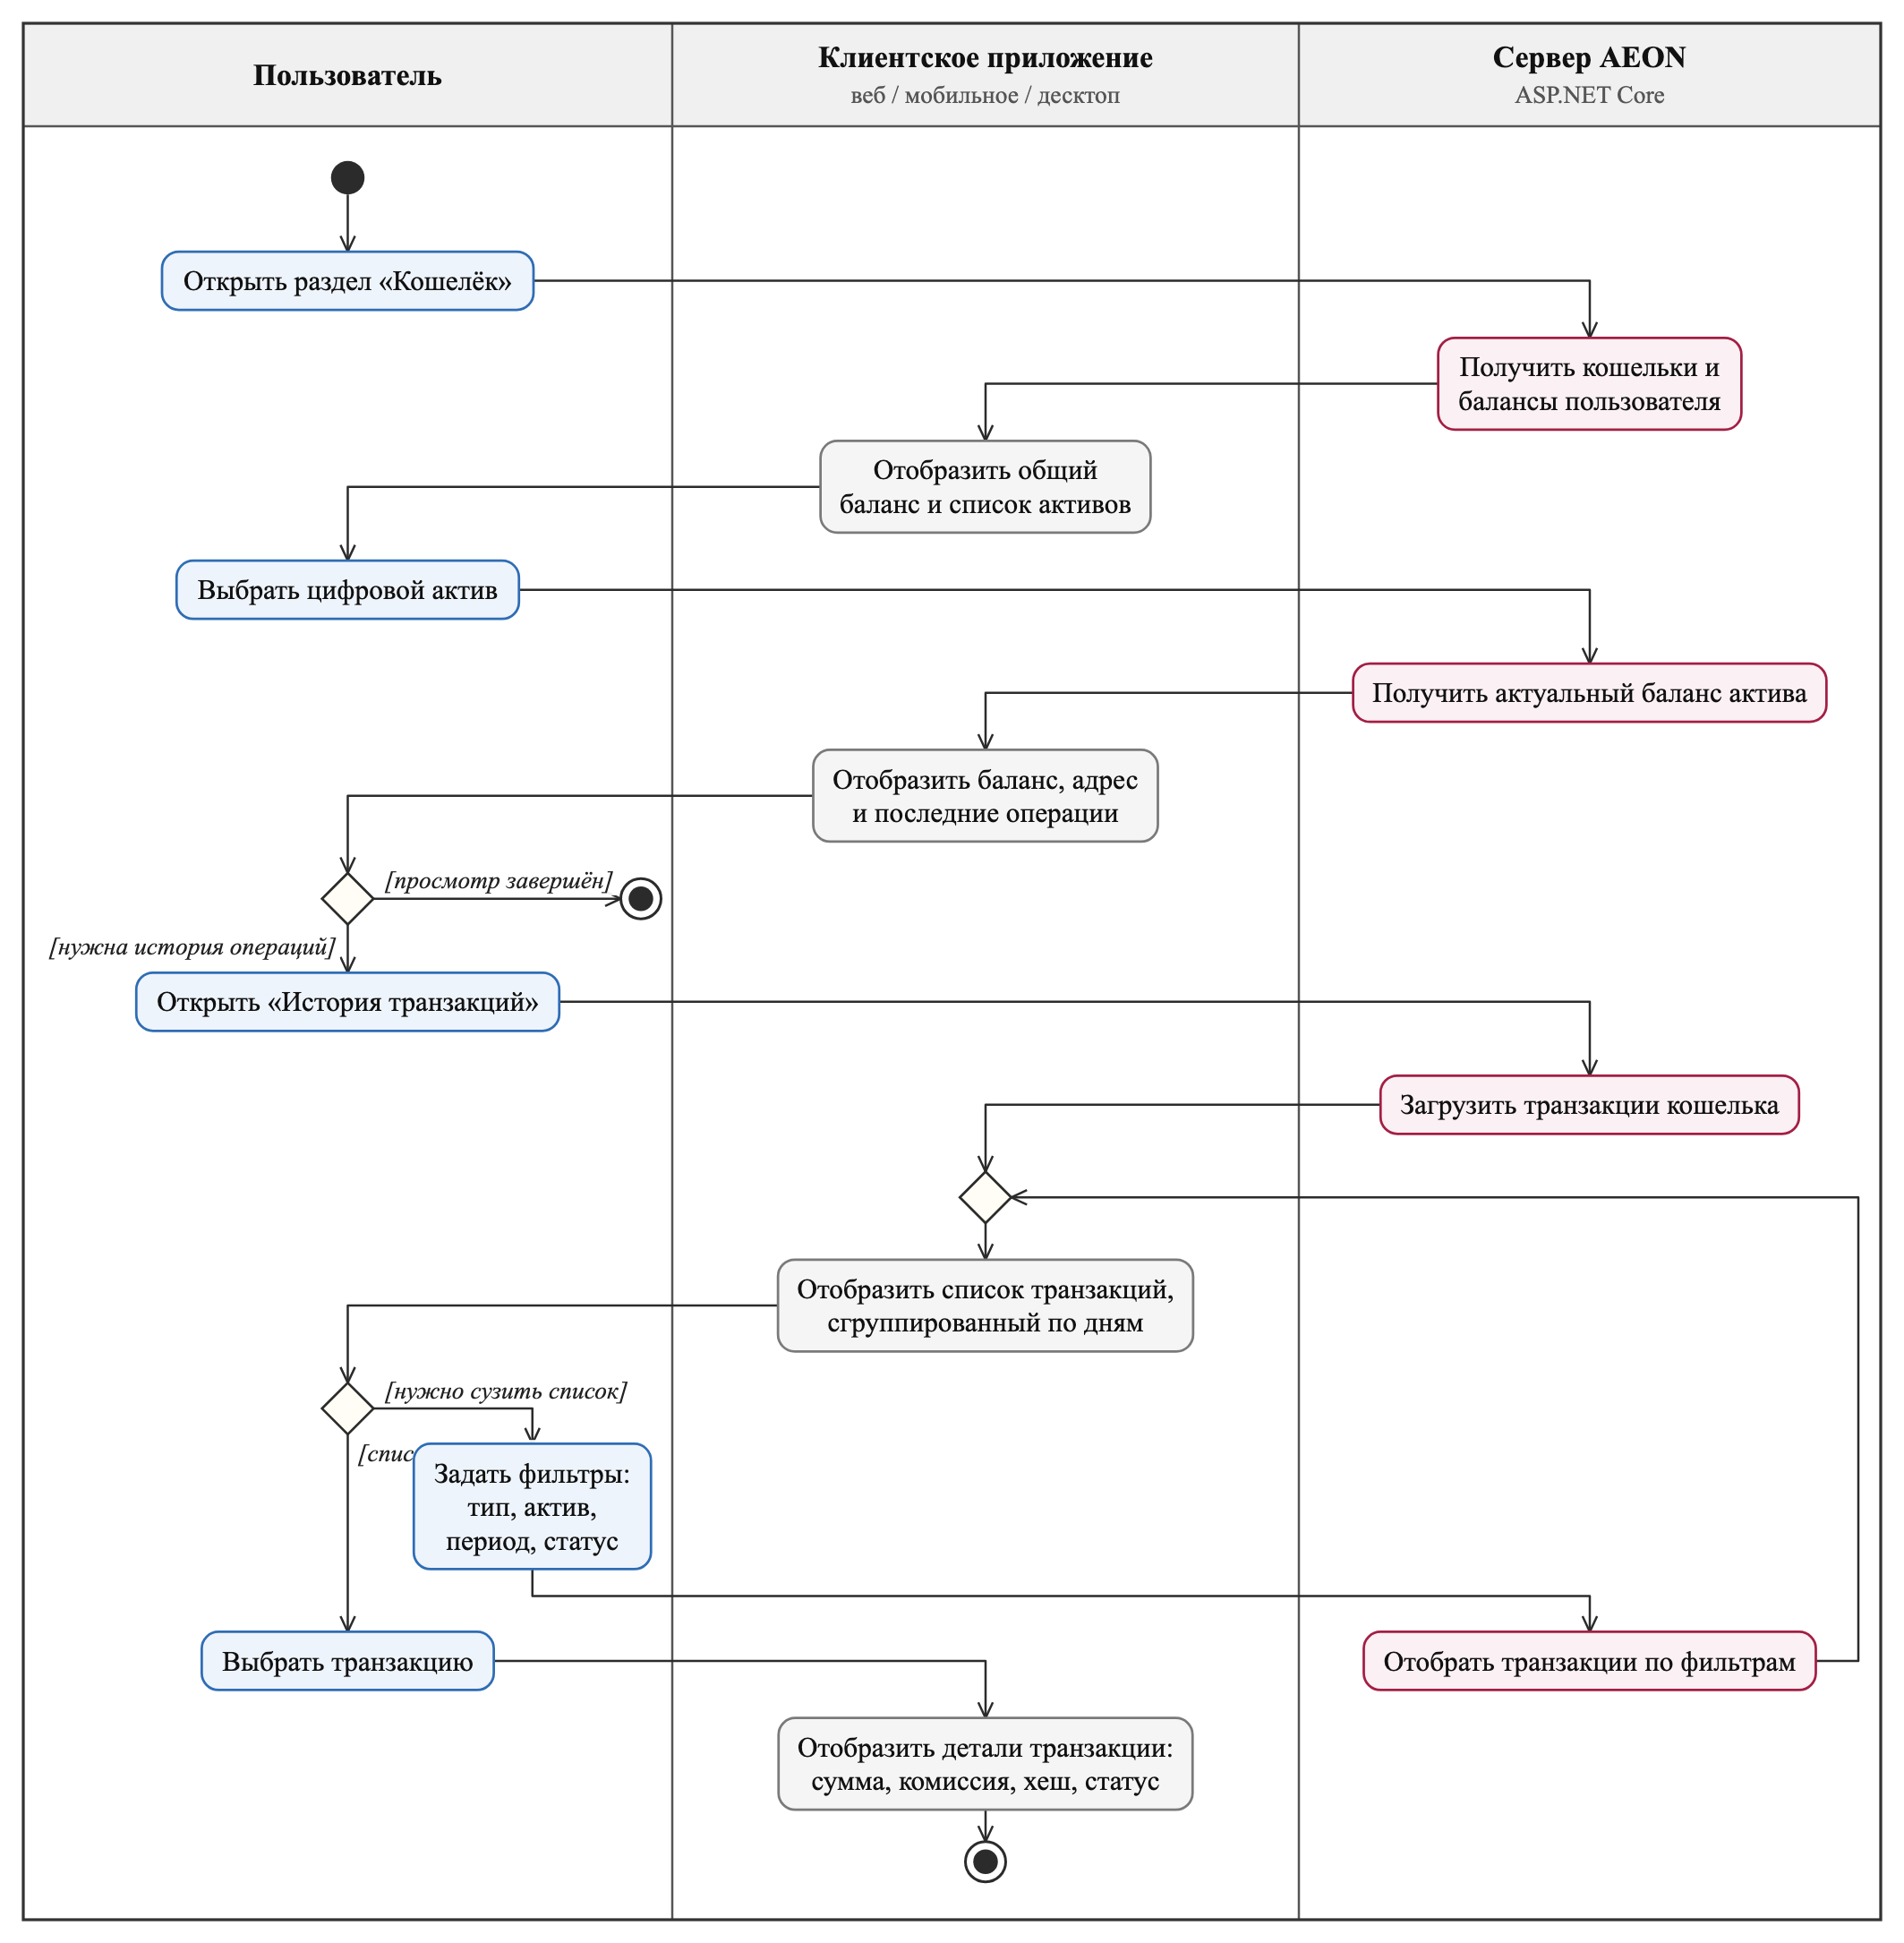 Пользователь
Клиентское приложение
веб / мобильное / десктоп
Сервер AEON
ASP.NET Core
Открыть раздел «Кошелёк»
Получить кошельки и
балансы пользователя
Отобразить общий
баланс и список активов
Выбрать цифровой актив
Получить актуальный баланс актива
Отобразить баланс, адрес
и последние операции
[просмотр завершён]
[нужна история операций]
Открыть «История транзакций»
Загрузить транзакции кошелька
Отобразить список транзакций,
сгруппированный по дням
[нужно сузить список]
Задать фильтры:
тип, актив,
период, статус
Выбрать транзакцию
Отобрать транзакции по фильтрам
Отобразить детали транзакции:
сумма, комиссия, хеш, статус